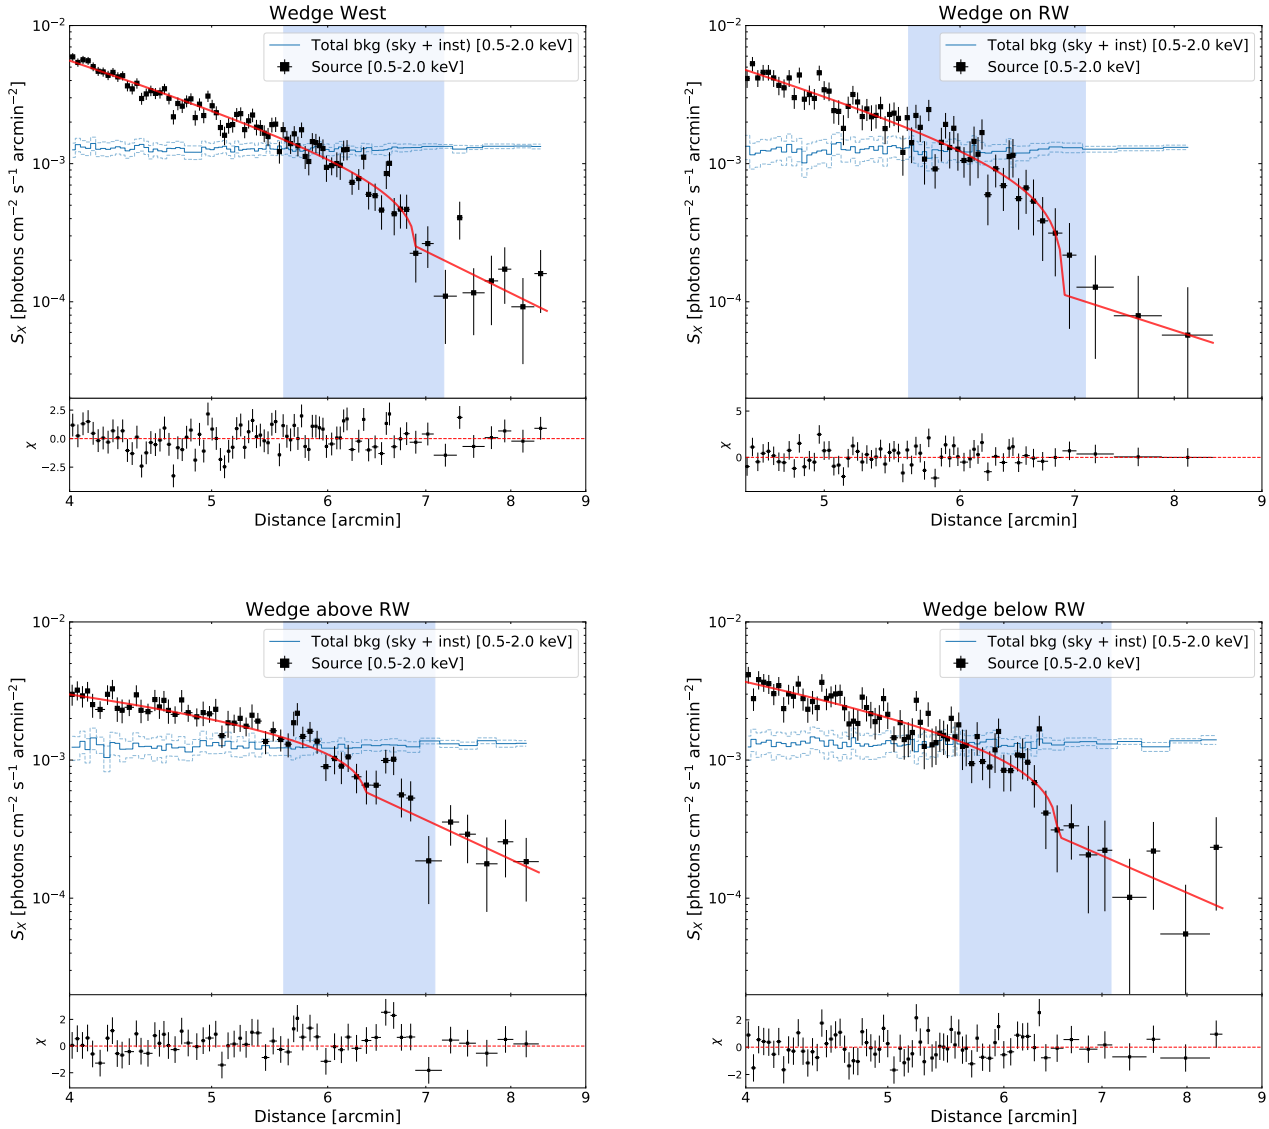 Wedge West
10⁻²
10⁻³
10⁻⁴
S_X [photons cm⁻² s⁻¹ arcmin⁻²]
Total bkg (sky + inst) [0.5-2.0 keV]
Source [0.5-2.0 keV]
2.5
0.0
−2.5
χ
4 5 6 7 8 9
Distance [arcmin]
Wedge on RW
10⁻²
10⁻³
10⁻⁴
S_X [photons cm⁻² s⁻¹ arcmin⁻²]
Total bkg (sky + inst) [0.5-2.0 keV]
Source [0.5-2.0 keV]
5
0
χ
5 6 7 8 9
Distance [arcmin]
Wedge above RW
10⁻²
10⁻³
10⁻⁴
S_X [photons cm⁻² s⁻¹ arcmin⁻²]
Total bkg (sky + inst) [0.5-2.0 keV]
Source [0.5-2.0 keV]
2
0
−2
χ
4 5 6 7 8 9
Distance [arcmin]
Wedge below RW
10⁻²
10⁻³
10⁻⁴
S_X [photons cm⁻² s⁻¹ arcmin⁻²]
Total bkg (sky + inst) [0.5-2.0 keV]
Source [0.5-2.0 keV]
2
0
−2
χ
4 5 6 7 8 9
Distance [arcmin]